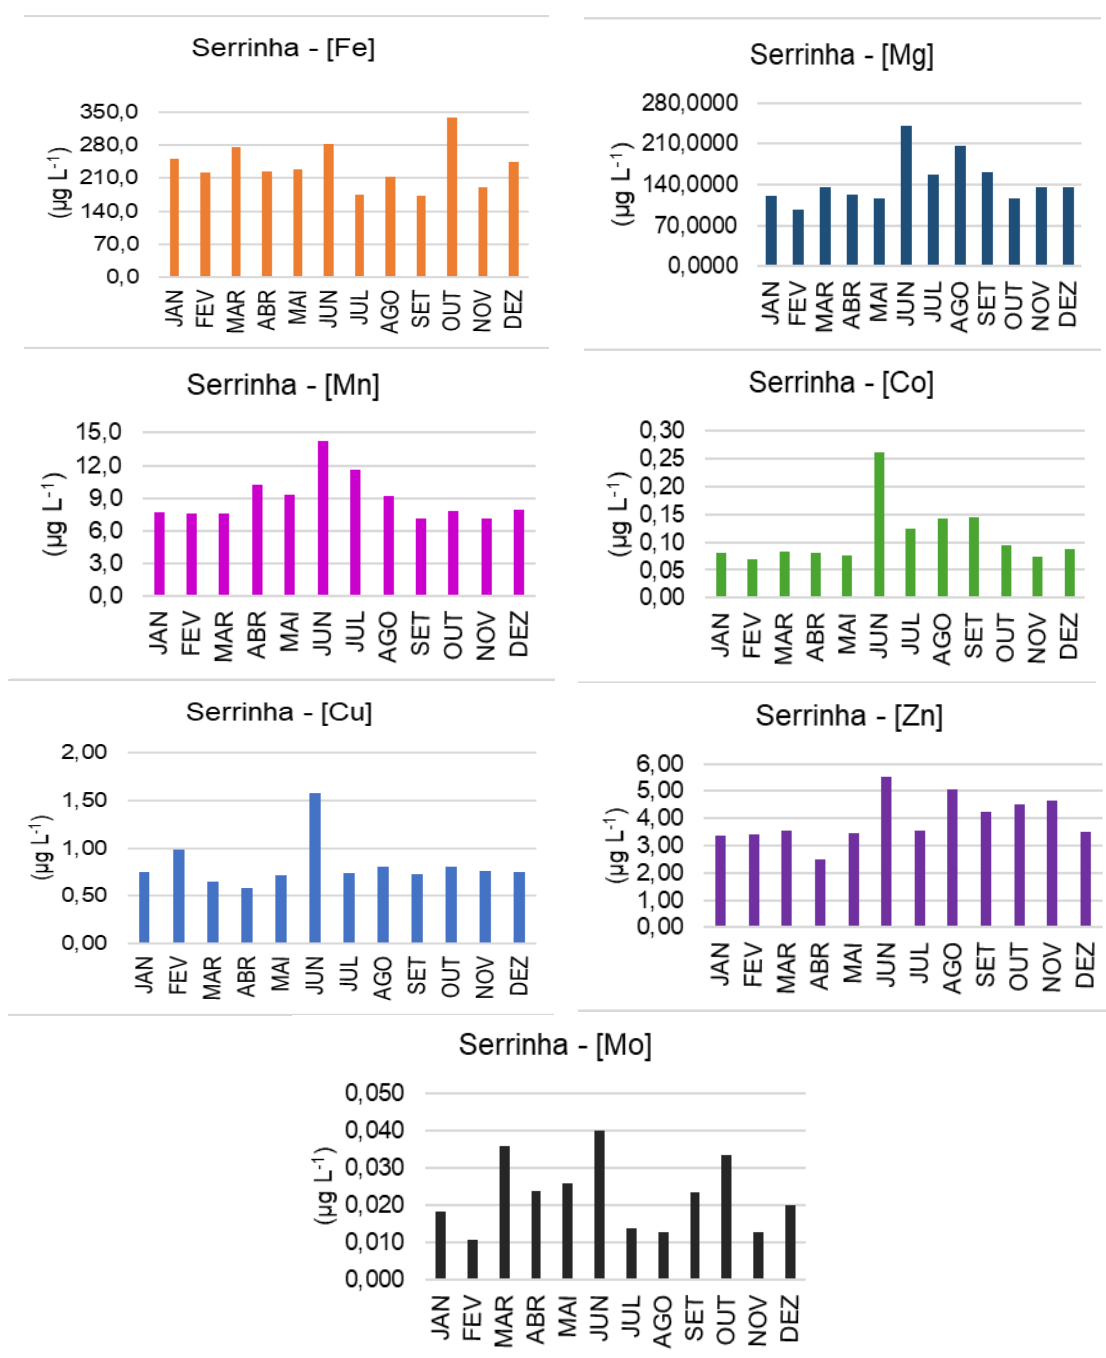 Serrinha - [Fe]
(µg L-1)
350,0
280,0
210,0
140,0
70,0
0,0
JAN FEV MAR ABR MAI JUN JUL AGO SET OUT NOV DEZ
Serrinha - [Mg]
(µg L-1)
280,0000
210,0000
140,0000
70,0000
0,0000
JAN FEV MAR ABR MAI JUN JUL AGO SET OUT NOV DEZ
Serrinha - [Mn]
(µg L-1)
15,0
12,0
9,0
6,0
3,0
0,0
JAN FEV MAR ABR MAI JUN JUL AGO SET OUT NOV DEZ
Serrinha - [Co]
(µg L-1)
0,30
0,25
0,20
0,15
0,10
0,05
0,00
JAN FEV MAR ABR MAI JUN JUL AGO SET OUT NOV DEZ
Serrinha - [Cu]
(µg L-1)
2,00
1,50
1,00
0,50
0,00
JAN FEV MAR ABR MAI JUN JUL AGO SET OUT NOV DEZ
Serrinha - [Zn]
(µg L-1)
6,00
5,00
4,00
3,00
2,00
1,00
0,00
JAN FEV MAR ABR MAI JUN JUL AGO SET OUT NOV DEZ
Serrinha - [Mo]
(µg L-1)
0,050
0,040
0,030
0,020
0,010
0,000
JAN FEV MAR ABR MAI JUN JUL AGO SET OUT NOV DEZ